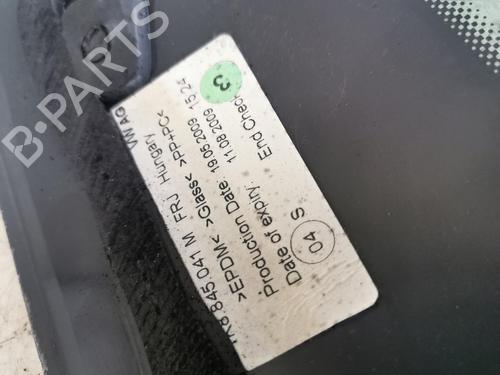 B-PARTS
VW AG
1K8 845 041 M FRJ Hungary
>EPDM< >Glass< >PP+PC<
Production Date: 19.06.2009 15:24
Date of expiry: 11.08.2009
04 S End Check
3